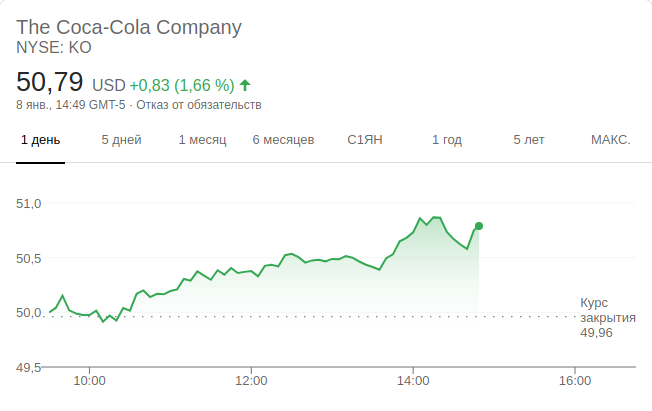 The Coca-Cola Company
NYSE: KO
50,79 USD +0,83 (1,66 %)
8 янв., 14:49 GMT-5 · Отказ от обязательств
1 день 5 дней 1 месяц 6 месяцев С1ЯН 1 год 5 лет МАКС.
51,0
50,5
50,0
Курс
закрытия
49,96
49,5
10:00 12:00 14:00 16:00